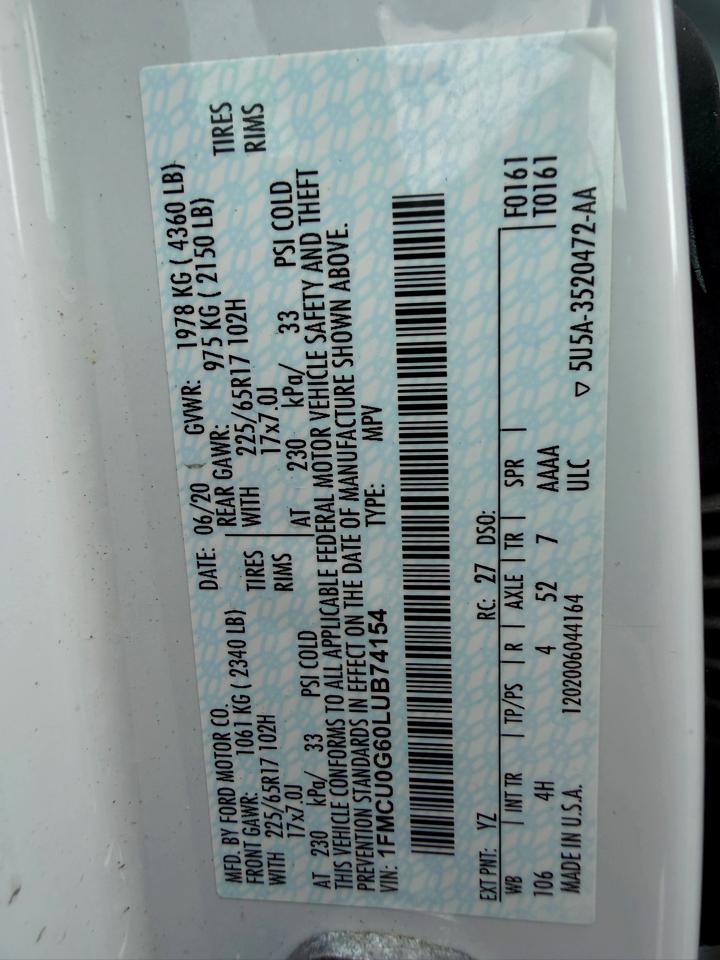 MFD. BY FORD MOTOR CO.
DATE: 06/20 GVWR: 1978 KG ( 4360 LB)
FRONT GAWR: 1061 KG ( 2340 LB)
REAR GAWR: 975 KG ( 2150 LB)
WITH 225/65R17 102H TIRES
WITH 225/65R17 102H TIRES
17x7.0J RIMS
17x7.0J RIMS
AT 230 kPa/ 33 PSI COLD
AT 230 kPa/ 33 PSI COLD
THIS VEHICLE CONFORMS TO ALL APPLICABLE FEDERAL MOTOR VEHICLE SAFETY AND THEFT
PREVENTION STANDARDS IN EFFECT ON THE DATE OF MANUFACTURE SHOWN ABOVE.
VIN: 1FMCU0G60LUB74154 TYPE: MPV
EXT PNT: YZ RC: 27 DSO:
WB | INT TR | TP/PS | R | AXLE | TR | SPR | F0161
106 4H 4 52 7 AAAA T0161
MADE IN U.S.A. 1202006044164 ULC
▽ 5U5A-3520472-AA